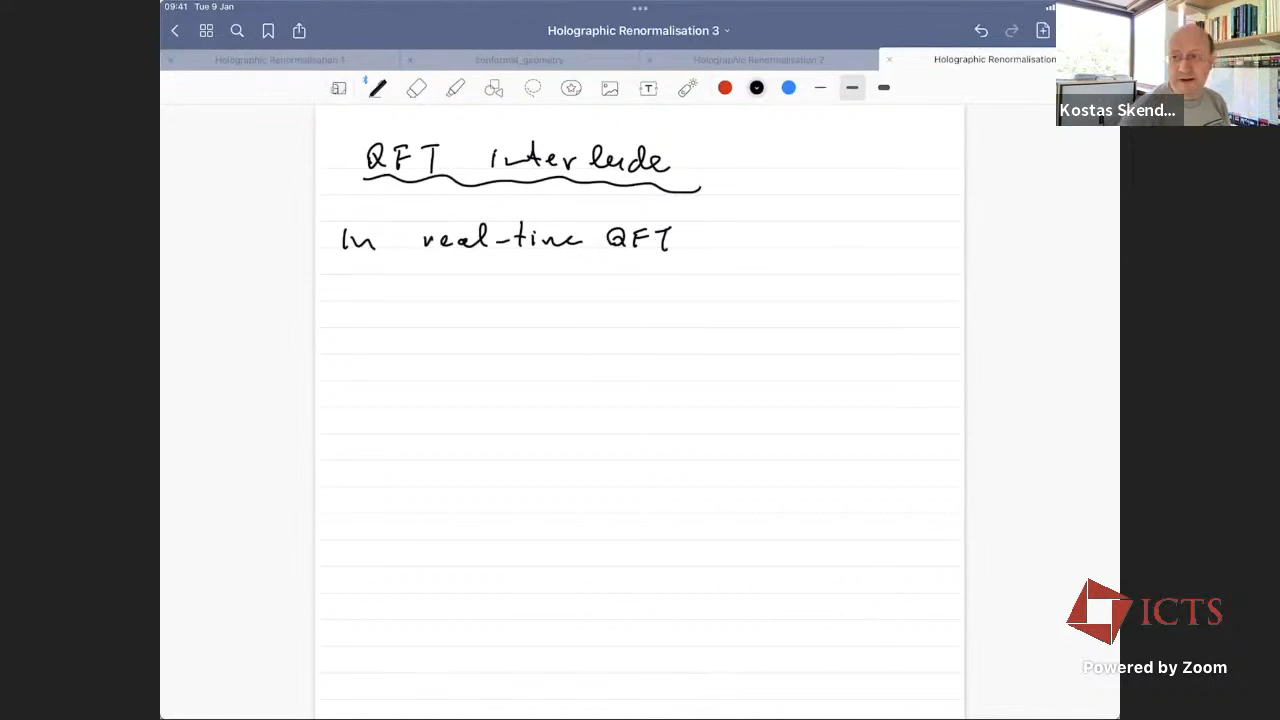 09:41 Tue 9 Jan
Holographic Renormalisation 3
Holographic Renormalisation 1
conformal_geometry
Holographic Renormalisation 2
Holographic Renormalisation
Kostas Skend...
QFT interlude
In real-time QFT
ICTS
Powered by Zoom